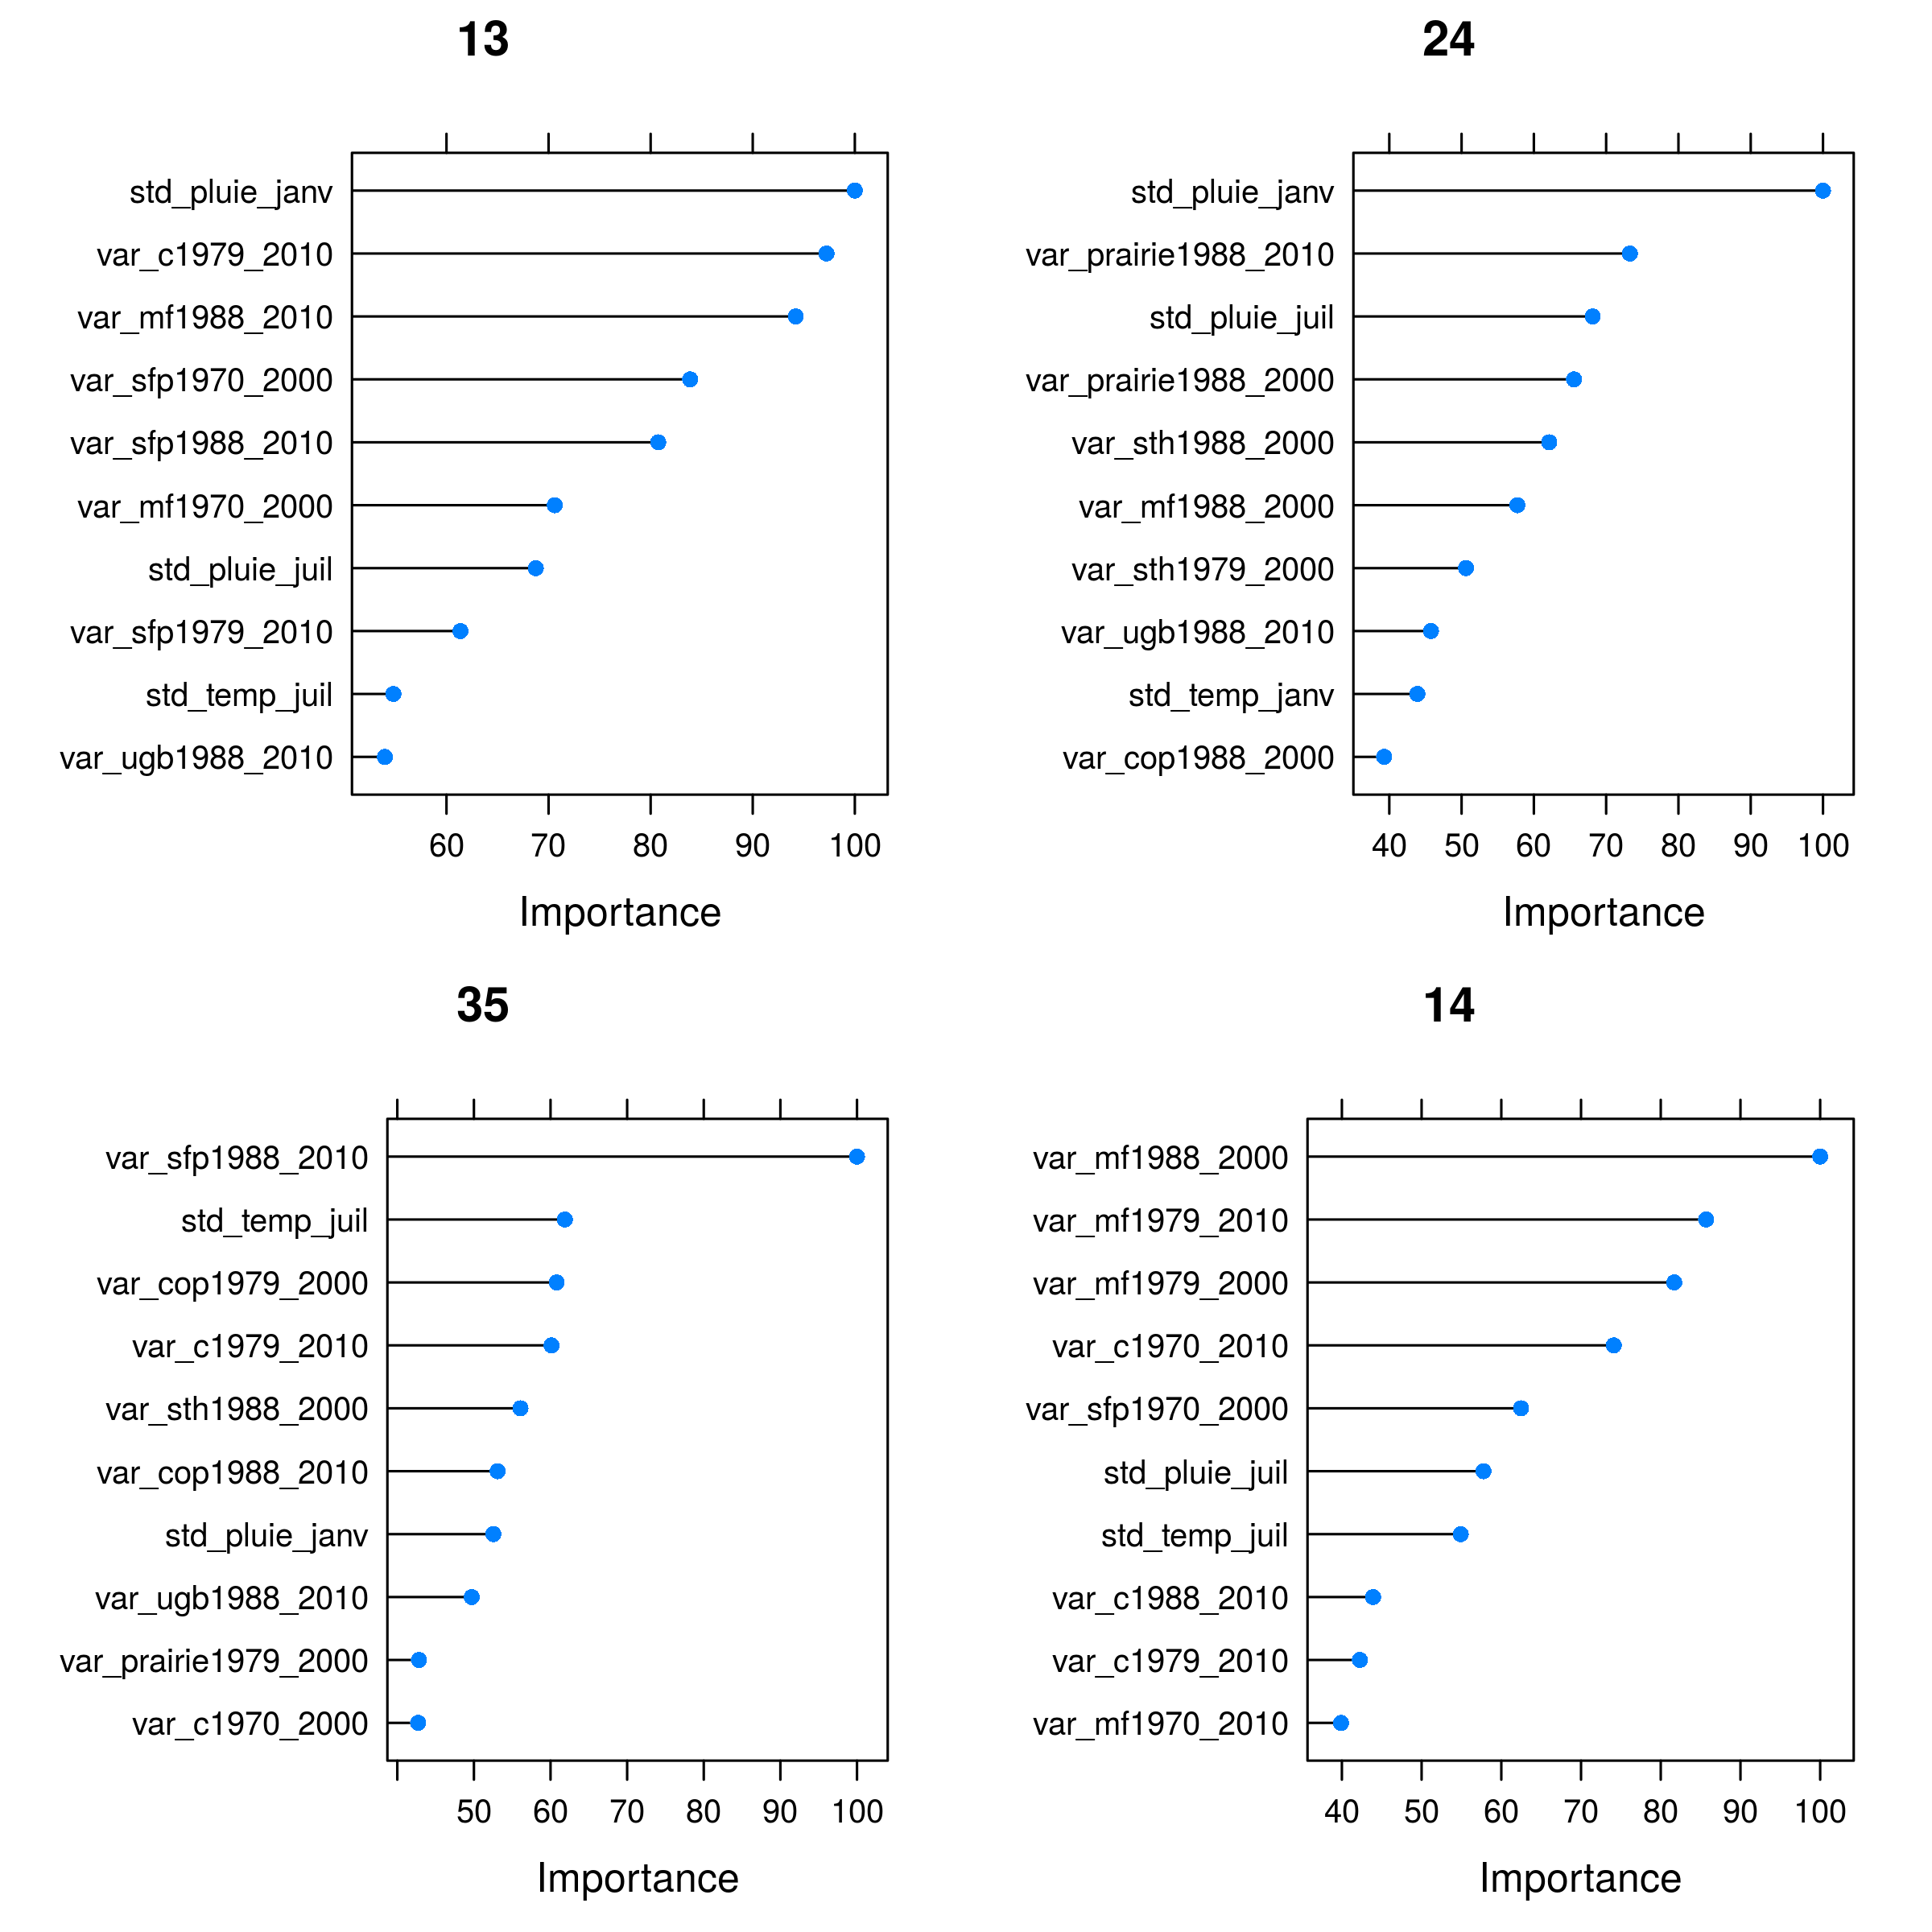 13
std_pluie_janv
var_c1979_2010
var_mf1988_2010
var_sfp1970_2000
var_sfp1988_2010
var_mf1970_2000
std_pluie_juil
var_sfp1979_2010
std_temp_juil
var_ugb1988_2010
60 70 80 90 100
Importance
24
std_pluie_janv
var_prairie1988_2010
std_pluie_juil
var_prairie1988_2000
var_sth1988_2000
var_mf1988_2000
var_sth1979_2000
var_ugb1988_2010
std_temp_janv
var_cop1988_2000
40 50 60 70 80 90 100
Importance
35
var_sfp1988_2010
std_temp_juil
var_cop1979_2000
var_c1979_2010
var_sth1988_2000
var_cop1988_2010
std_pluie_janv
var_ugb1988_2010
var_prairie1979_2000
var_c1970_2000
50 60 70 80 90 100
Importance
14
var_mf1988_2000
var_mf1979_2010
var_mf1979_2000
var_c1970_2010
var_sfp1970_2000
std_pluie_juil
std_temp_juil
var_c1988_2010
var_c1979_2010
var_mf1970_2010
40 50 60 70 80 90 100
Importance